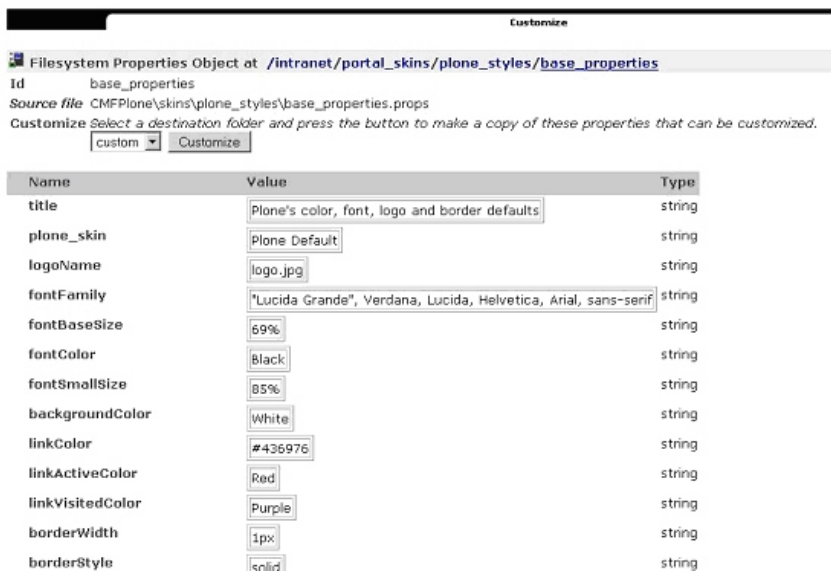 Customize
Filesystem Properties Object at /intranet/portal_skins/plone_styles/base_properties
Id base_properties
Source file CMFPlone\skins\plone_styles\base_properties.props
Customize Select a destination folder and press the button to make a copy of these properties that can be customized.
custom Customize
Name Value Type
title Plone's color, font, logo and border defaults string
plone_skin Plone Default string
logoName logo.jpg string
fontFamily "Lucida Grande", Verdana, Lucida, Helvetica, Arial, sans-serif string
fontBaseSize 69% string
fontColor Black string
fontSmallSize 85% string
backgroundColor White string
linkColor #436976 string
linkActiveColor Red string
linkVisitedColor Purple string
borderWidth 1px string
borderStyle solid string